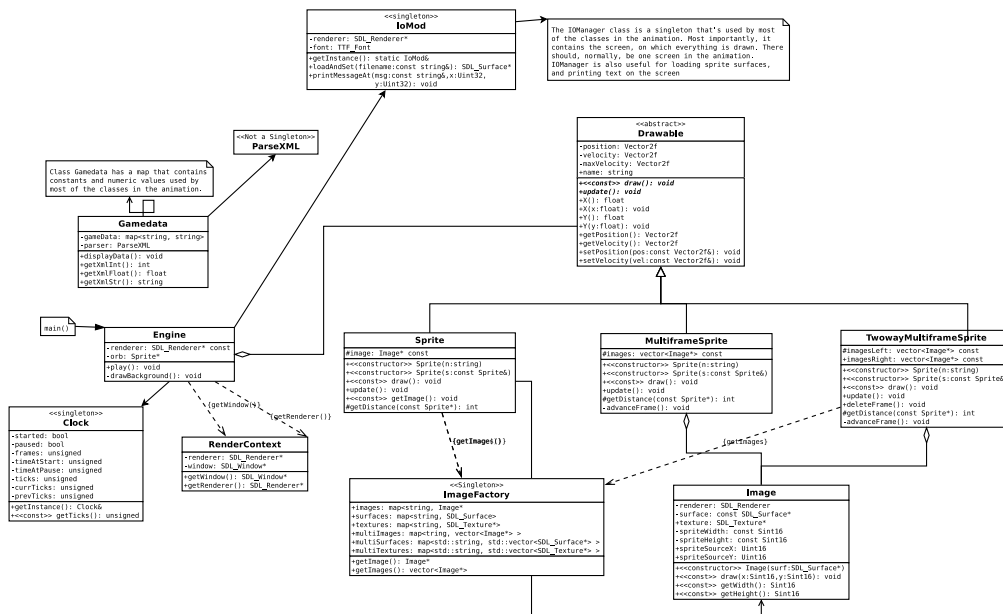 <<singleton>>
IoMod
-renderer: SDL_Renderer*
-font: TTF_Font
+getInstance(): static IoMod&
+loadAndSet(filename:const string&): SDL_Surface*
+printMessageAt(msg:const string&,x:Uint32,
y:Uint32): void
The IOManager class is a singleton that's used by most
of the classes in the animation. Most importantly, it
contains the screen, on which everything is drawn. There
should, normally, be one screen in the animation.
IOManager is also useful for loading sprite surfaces,
and printing text on the screen
<<Not a Singleton>>
ParseXML
Class Gamedata has a map that contains
constants and numeric values used by
most of the classes in the animation.
Gamedata
-gameData: map<string, string>
-parser: ParseXML
+displayData(): void
+getXmlInt(): int
+getXmlFloat(): float
+getXmlStr(): string
<<abstract>>
Drawable
-position: Vector2f
-velocity: Vector2f
-maxVelocity: Vector2f
+name: string
+<<const>> draw(): void
+update(): void
+X(): float
+X(x:float): void
+Y(): float
+Y(y:float): void
+getPosition(): Vector2f
+getVelocity(): Vector2f
+setPosition(pos:const Vector2f&): void
+setVelocity(vel:const Vector2f&): void
main()
Engine
-renderer: SDL_Renderer* const
-orb: Sprite*
+play(): void
-drawBackground(): void
Sprite
#image: Image* const
+<<constructor>> Sprite(n:string)
+<<constructor>> Sprite(s:const Sprite&)
+<<const>> draw(): void
+update(): void
+<<const>> getImage(): void
#getDistance(const Sprite*): int
MultiframeSprite
#images: vector<Image*> const
+<<constructor>> Sprite(n:string)
+<<constructor>> Sprite(s:const Sprite&)
+<<const>> draw(): void
+update(): void
#getDistance(const Sprite*): int
-advanceFrame(): void
TwowayMultiframeSprite
#imagesLeft: vector<Image*> const
+imagesRight: vector<Image*> const
+<<constructor>> Sprite(n:string)
+<<constructor>> Sprite(s:const Sprite&)
+<<const>> draw(): void
+update(): void
+deleteFrame(): void
#getDistance(const Sprite*): int
-advanceFrame(): void
{getWindow()}
{getRenderer()}
{getImages()}
{getImages}
<<singleton>>
Clock
-started: bool
-paused: bool
-frames: unsigned
-timeAtStart: unsigned
-timeAtPause: unsigned
-ticks: unsigned
-currTicks: unsigned
-prevTicks: unsigned
+getInstance(): Clock&
+<<const>> getTicks(): unsigned
RenderContext
-renderer: SDL_Renderer*
-window: SDL_Window*
+getWindow(): SDL_Window*
+getRenderer(): SDL_Renderer*
<<Singleton>>
ImageFactory
+images: map<string, Image*
+surfaces: map<string, SDL_Surface>
+textures: map<string, SDL_Texture*>
+multiImages: map<tring, vector<Image*> >
+multiSurfaces: map<std::string, std::vector<SDL_Surface*> >
+multiTextures: map<std::string, std::vector<SDL_Texture*> >
+getImage(): Image*
+getImages(): vector<Image*>
Image
-renderer: SDL_Renderer
-surface: const SDL_Surface*
+texture: SDL_Texture*
-spriteWidth: const Sint16
-spriteHeight: const Sint16
+spriteSourceX: Uint16
+spriteSourceY: Uint16
+<<constructor>> Image(surf:SDL_Surface*)
+<<const>> draw(x:Sint16,y:Sint16): void
+<<const>> getWidth(): Sint16
+<<const>> getHeight(): Sint16